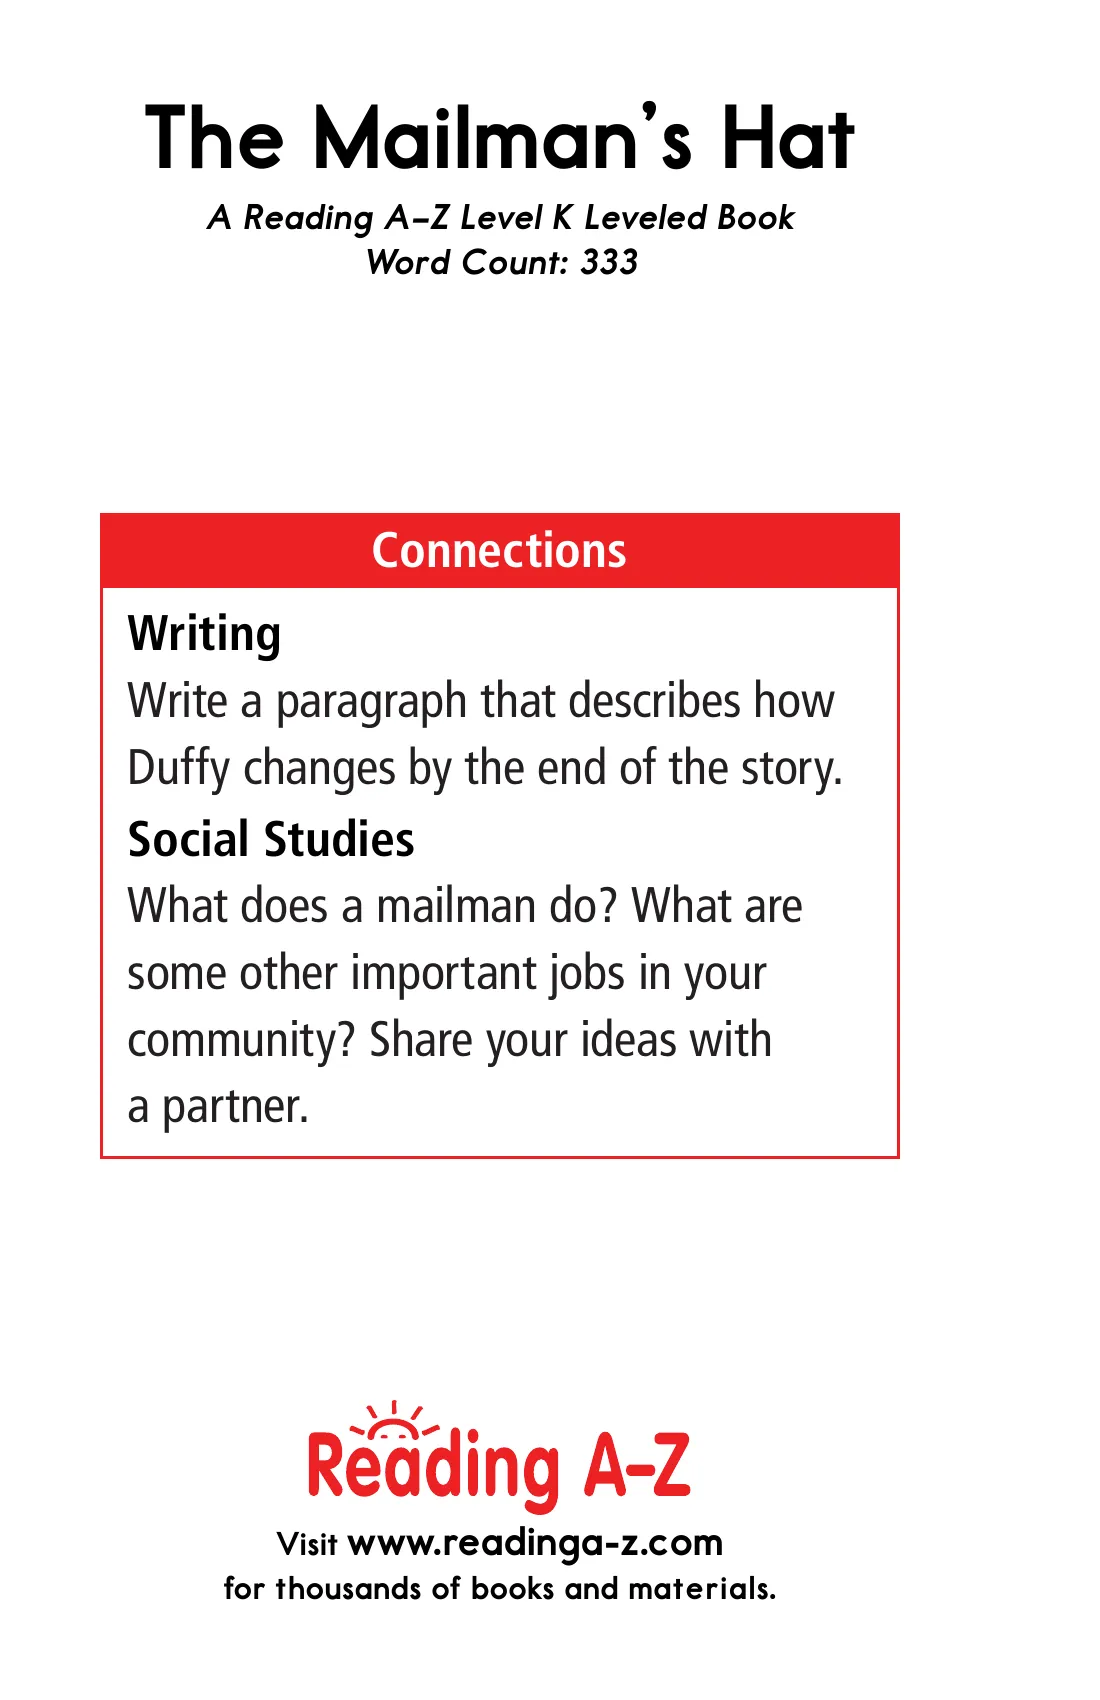 The Mailman’s Hat
A Reading A–Z Level K Leveled Book
Word Count: 333
Connections
Writing
Write a paragraph that describes how
Duffy changes by the end of the story.
Social Studies
What does a mailman do? What are
some other important jobs in your
community? Share your ideas with
a partner.
Reading A–Z
Visit www.readinga-z.com
for thousands of books and materials.